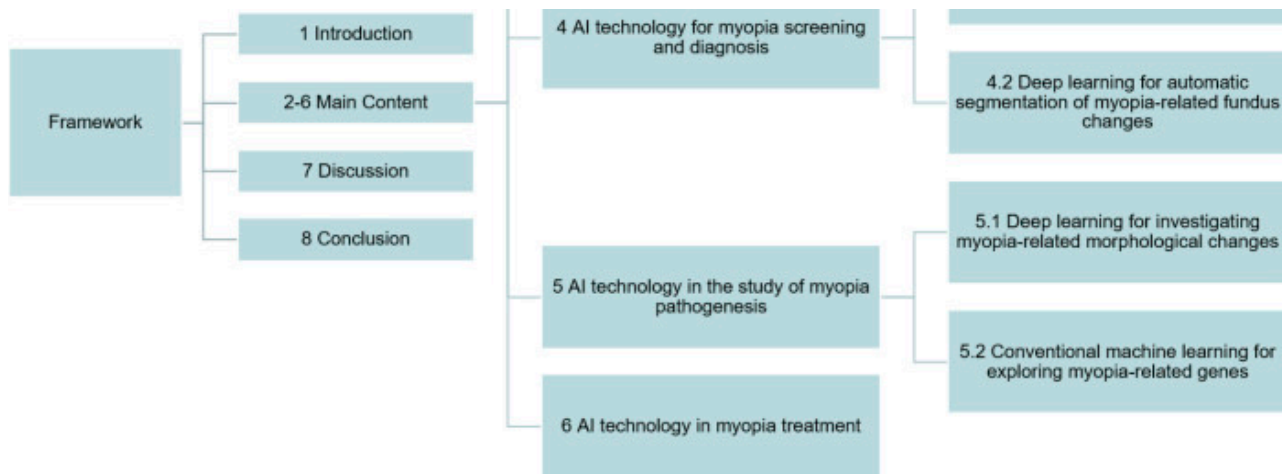 Framework
1 Introduction
2-6 Main Content
7 Discussion
8 Conclusion
4 AI technology for myopia screening
and diagnosis
4.2 Deep learning for automatic
segmentation of myopia-related fundus
changes
5 AI technology in the study of myopia
pathogenesis
5.1 Deep learning for investigating
myopia-related morphological changes
5.2 Conventional machine learning for
exploring myopia-related genes
6 AI technology in myopia treatment